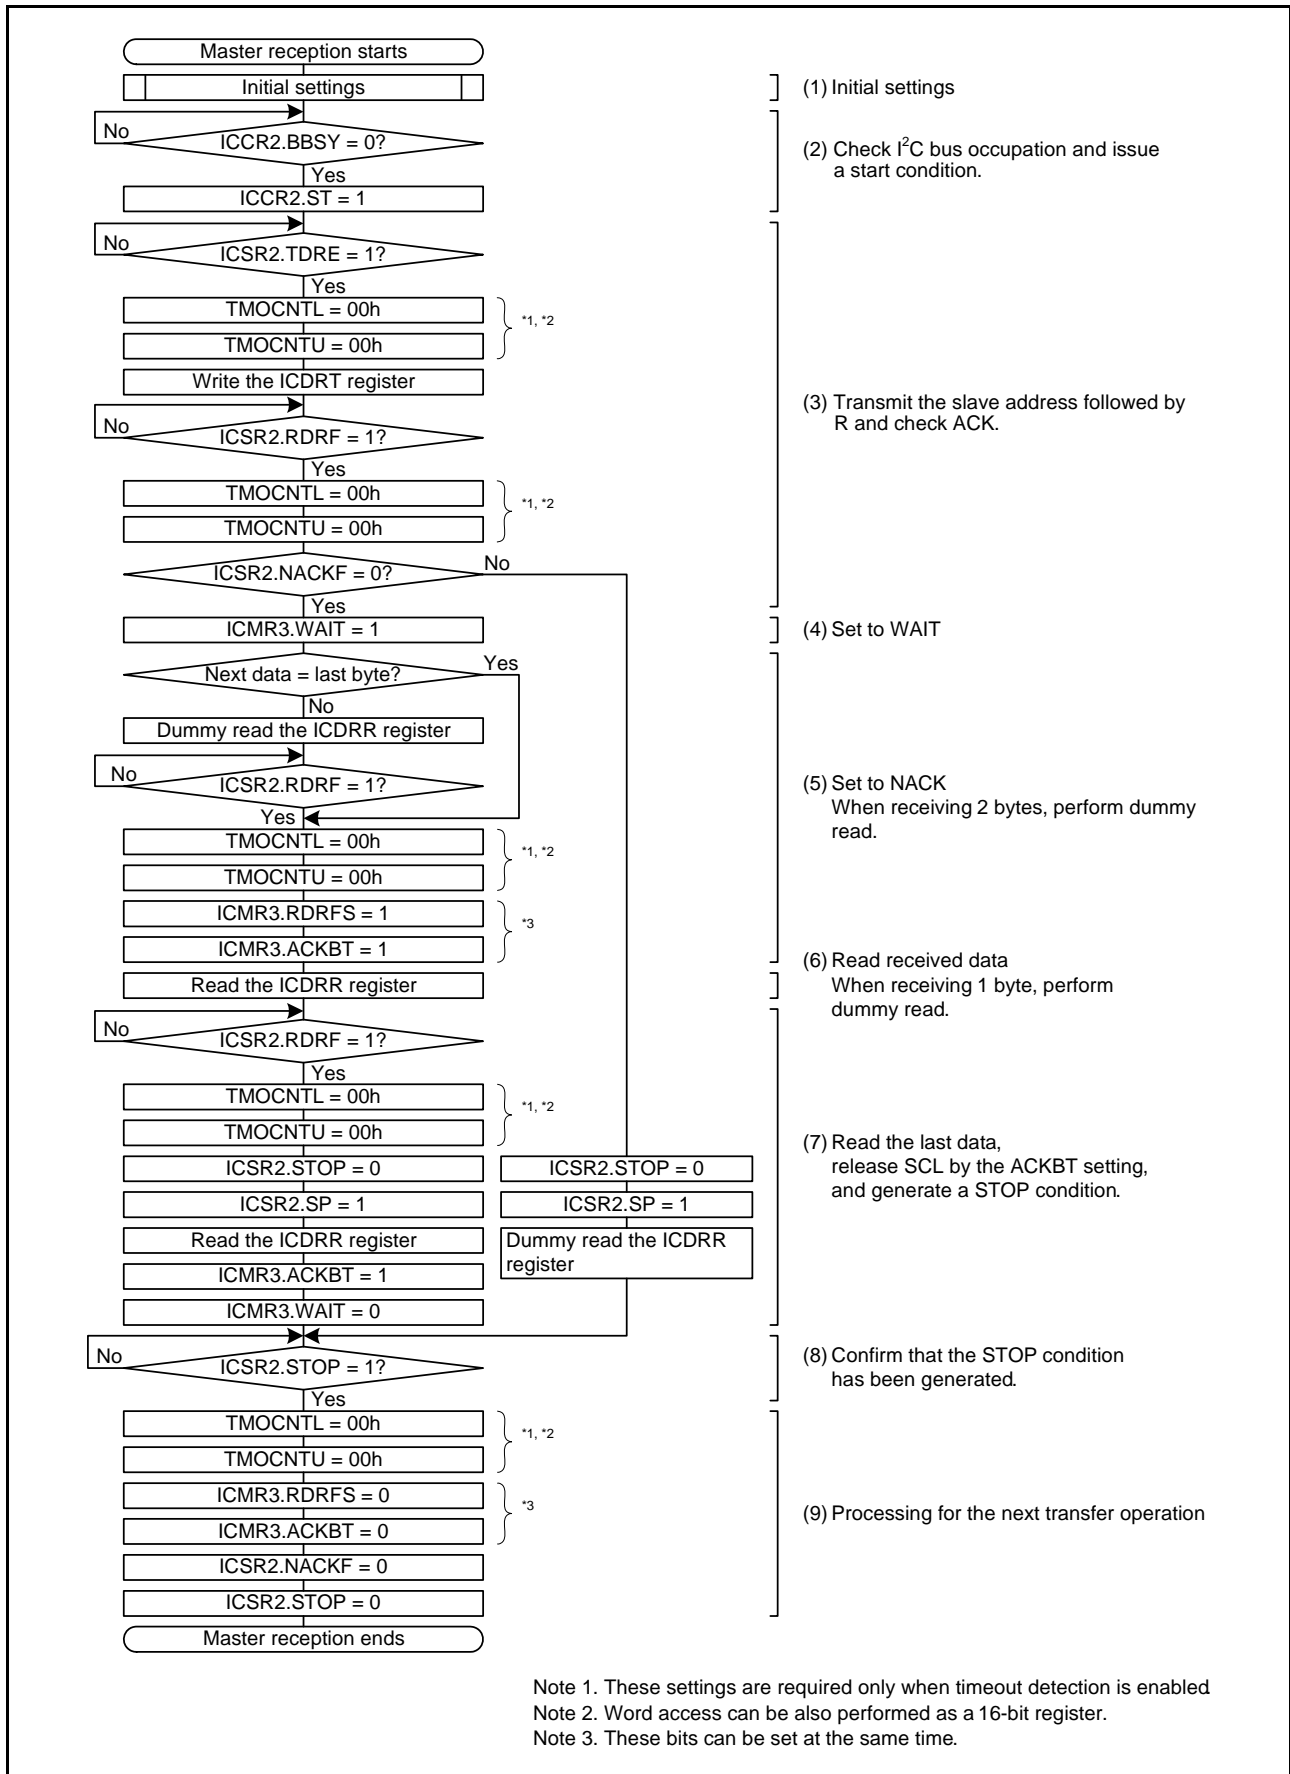 Master reception starts
Initial settings
(1) Initial settings
No
ICCR2.BBSY = 0?
(2) Check I²C bus occupation and issue
a start condition.
Yes
ICCR2.ST = 1
No
ICSR2.TDRE = 1?
Yes
TMOCNTL = 00h
*1, *2
TMOCNTU = 00h
Write the ICDRT register
(3) Transmit the slave address followed by
R and check ACK.
No
ICSR2.RDRF = 1?
Yes
TMOCNTL = 00h
*1, *2
TMOCNTU = 00h
ICSR2.NACKF = 0?
No
Yes
ICMR3.WAIT = 1
(4) Set to WAIT
Next data = last byte?
Yes
No
Dummy read the ICDRR register
No
ICSR2.RDRF = 1?
(5) Set to NACK
When receiving 2 bytes, perform dummy
read.
Yes
TMOCNTL = 00h
*1, *2
TMOCNTU = 00h
ICMR3.RDRFS = 1
*3
ICMR3.ACKBT = 1
(6) Read received data
When receiving 1 byte, perform
dummy read.
Read the ICDRR register
No
ICSR2.RDRF = 1?
Yes
TMOCNTL = 00h
*1, *2
TMOCNTU = 00h
(7) Read the last data,
release SCL by the ACKBT setting,
and generate a STOP condition.
ICSR2.STOP = 0
ICSR2.STOP = 0
ICSR2.SP = 1
ICSR2.SP = 1
Read the ICDRR register
Dummy read the ICDRR
register
ICMR3.ACKBT = 1
ICMR3.WAIT = 0
No
ICSR2.STOP = 1?
(8) Confirm that the STOP condition
has been generated.
Yes
TMOCNTL = 00h
*1, *2
TMOCNTU = 00h
ICMR3.RDRFS = 0
*3
ICMR3.ACKBT = 0
(9) Processing for the next transfer operation
ICSR2.NACKF = 0
ICSR2.STOP = 0
Master reception ends
Note 1. These settings are required only when timeout detection is enabled.
Note 2. Word access can be also performed as a 16-bit register.
Note 3. These bits can be set at the same time.